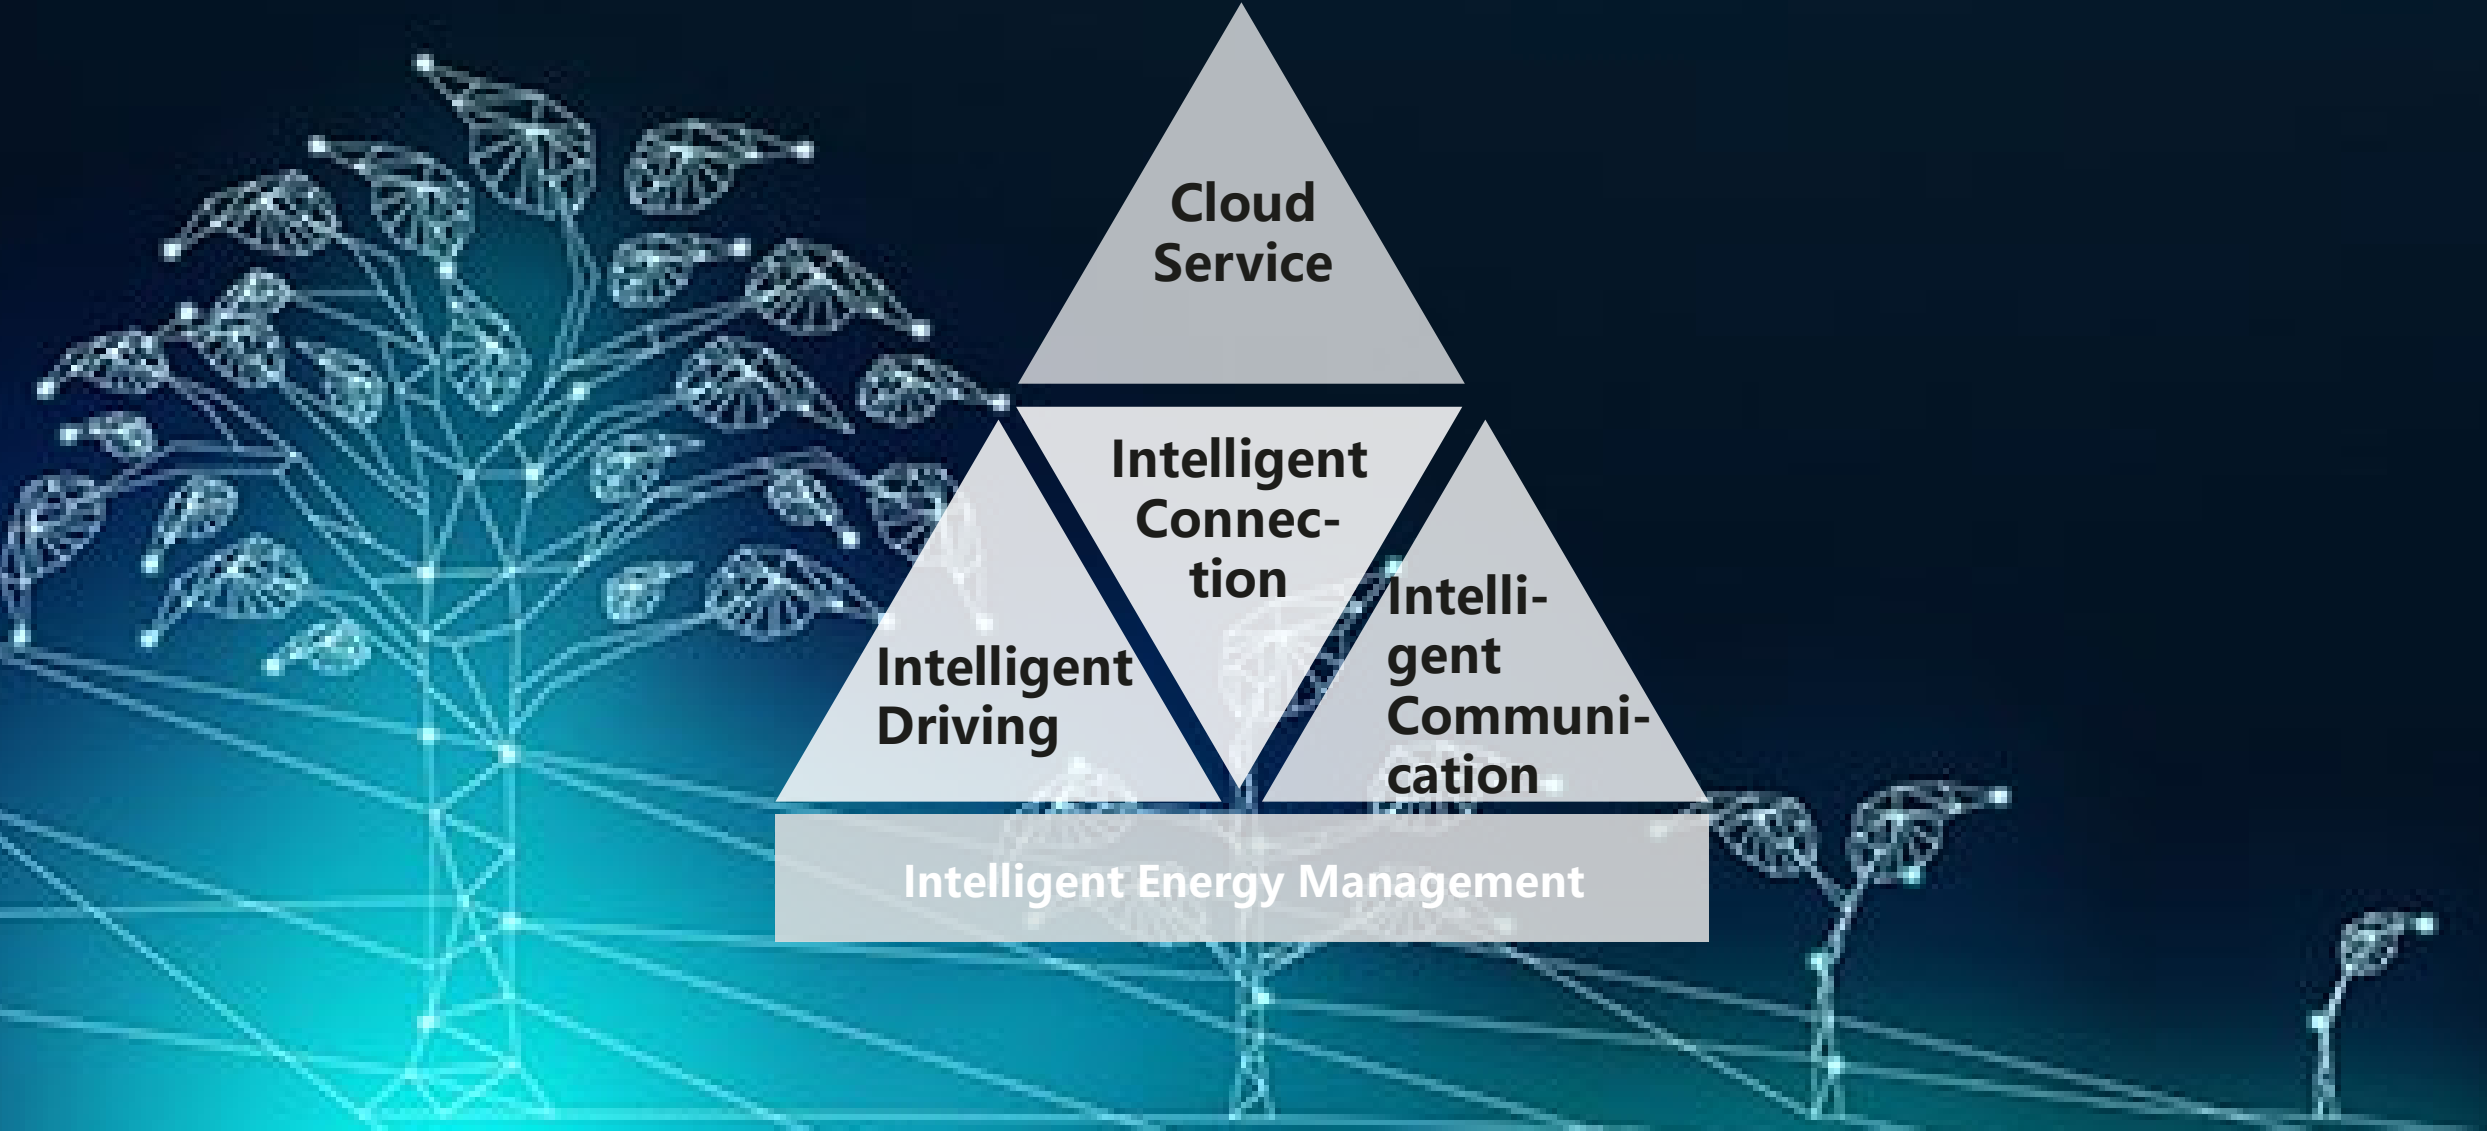 Cloud
Service
Intelligent
Connec-
tion
Intelligent
Driving
Intelli-
gent
Communi-
cation
Intelligent Energy Management